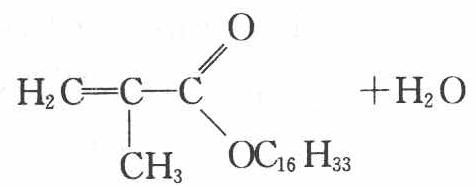 O
H₂C=C—C +H₂O
CH₃ OC₁₆H₃₃